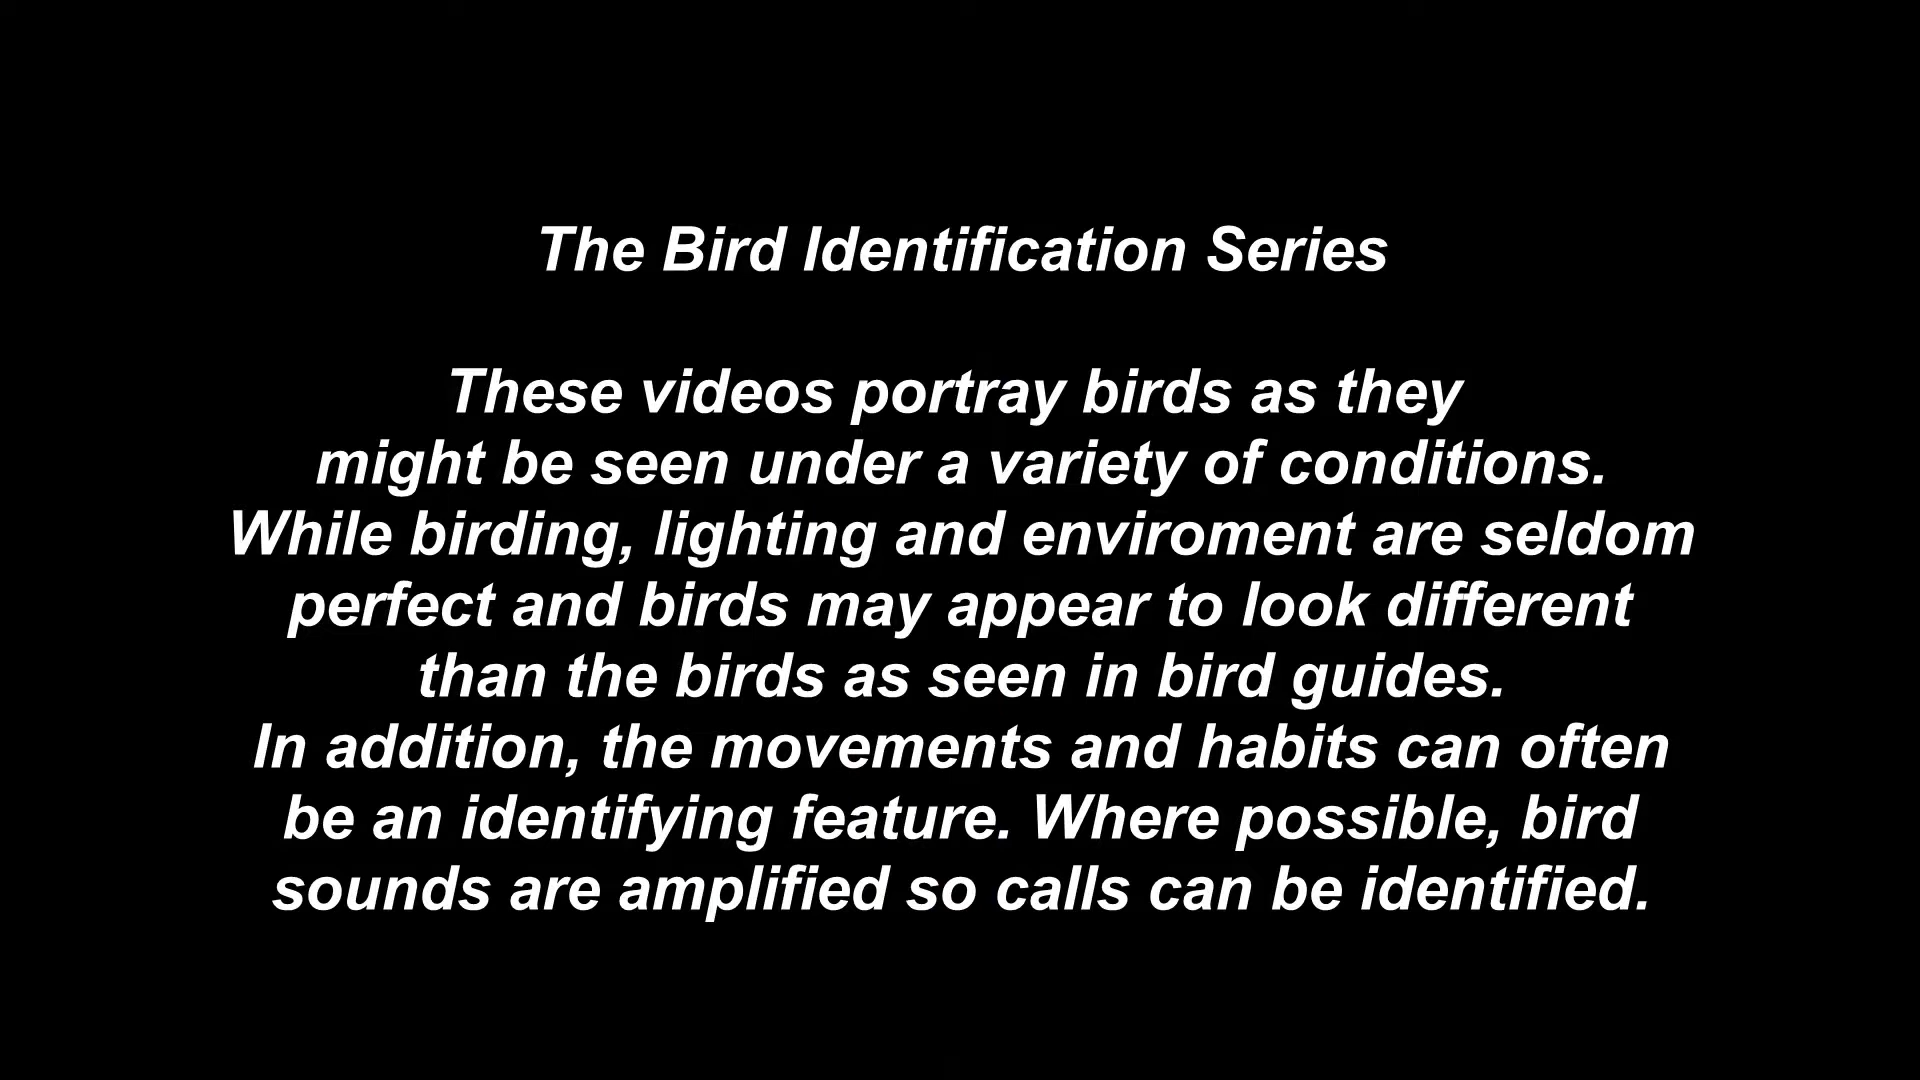 The Bird Identification Series
These videos portray birds as they
might be seen under a variety of conditions.
While birding, lighting and enviroment are seldom
perfect and birds may appear to look different
than the birds as seen in bird guides.
In addition, the movements and habits can often
be an identifying feature. Where possible, bird
sounds are amplified so calls can be identified.